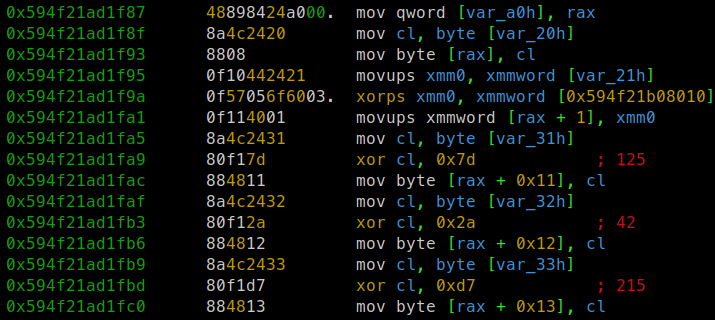 0x594f21ad1f87 48898424a000. mov qword [var_a0h], rax
0x594f21ad1f8f 8a4c2420 mov cl, byte [var_20h]
0x594f21ad1f93 8808 mov byte [rax], cl
0x594f21ad1f95 0f10442421 movups xmm0, xmmword [var_21h]
0x594f21ad1f9a 0f57056f6003. xorps xmm0, xmmword [0x594f21b08010]
0x594f21ad1fa1 0f114001 movups xmmword [rax + 1], xmm0
0x594f21ad1fa5 8a4c2431 mov cl, byte [var_31h]
0x594f21ad1fa9 80f17d xor cl, 0x7d ; 125
0x594f21ad1fac 884811 mov byte [rax + 0x11], cl
0x594f21ad1faf 8a4c2432 mov cl, byte [var_32h]
0x594f21ad1fb3 80f12a xor cl, 0x2a ; 42
0x594f21ad1fb6 884812 mov byte [rax + 0x12], cl
0x594f21ad1fb9 8a4c2433 mov cl, byte [var_33h]
0x594f21ad1fbd 80f1d7 xor cl, 0xd7 ; 215
0x594f21ad1fc0 884813 mov byte [rax + 0x13], cl